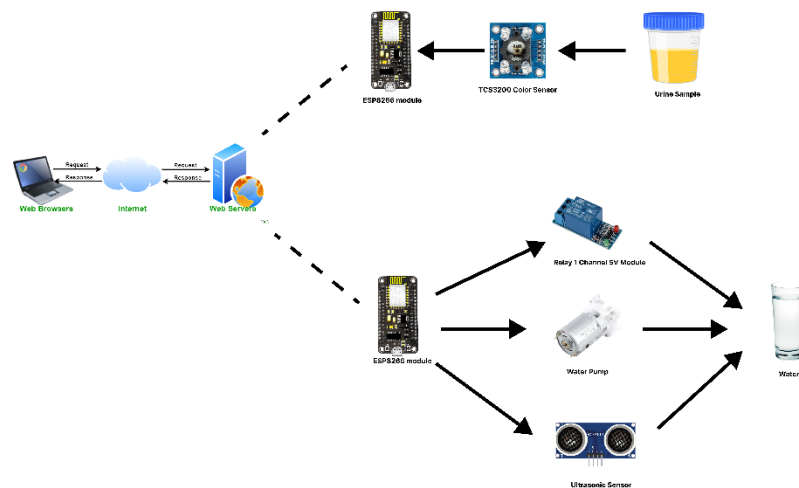 ESP8266 module
TCS3200 Color Sensor
Urine Sample
Request
Request
Response
Response
Web Browsers
Internet
Web Servers
Relay 1 Channel 5V Module
ESP8266 module
Water Pump
Water
Ultrasonic Sensor